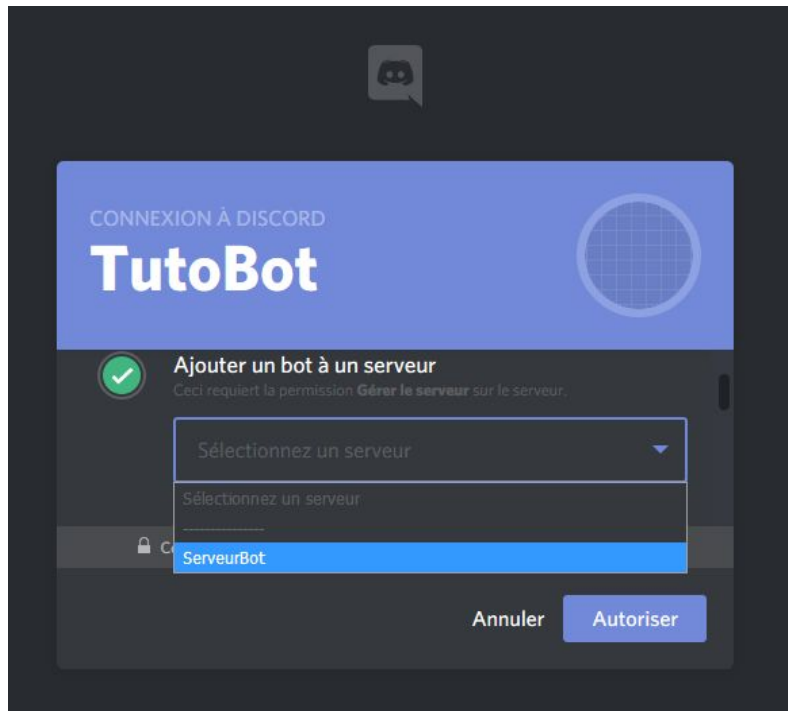 CONNEXION À DISCORD
TutoBot
Ajouter un bot à un serveur
Ceci requiert la permission Gérer le serveur sur le serveur.
Sélectionnez un serveur
Sélectionnez un serveur
---------------
ServeurBot
Annuler
Autoriser